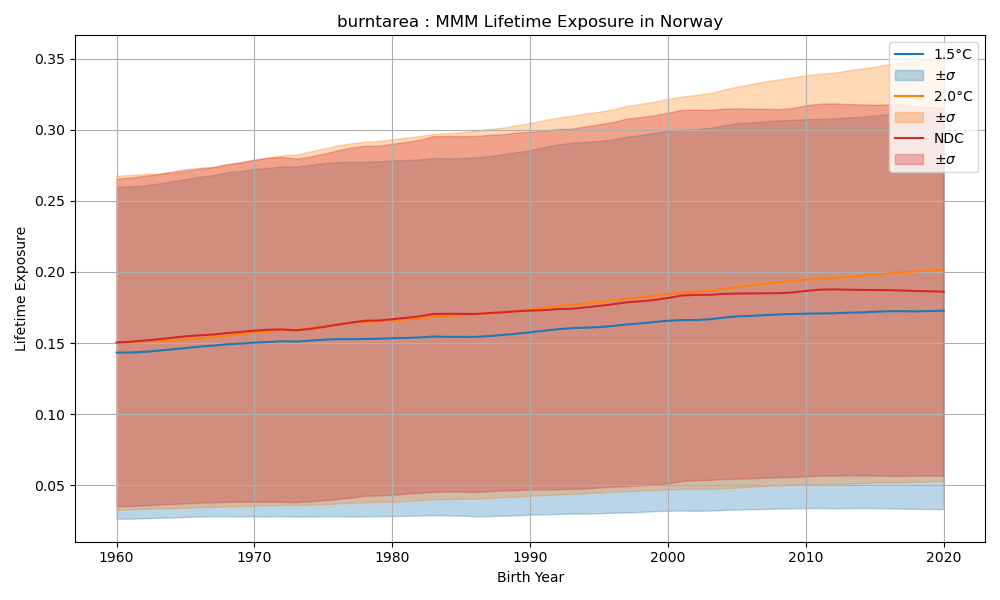 burntarea : MMM Lifetime Exposure in Norway
1.5°C
±σ
2.0°C
±σ
NDC
±σ
Lifetime Exposure
0.35
0.30
0.25
0.20
0.15
0.10
0.05
1960 1970 1980 1990 2000 2010 2020
Birth Year